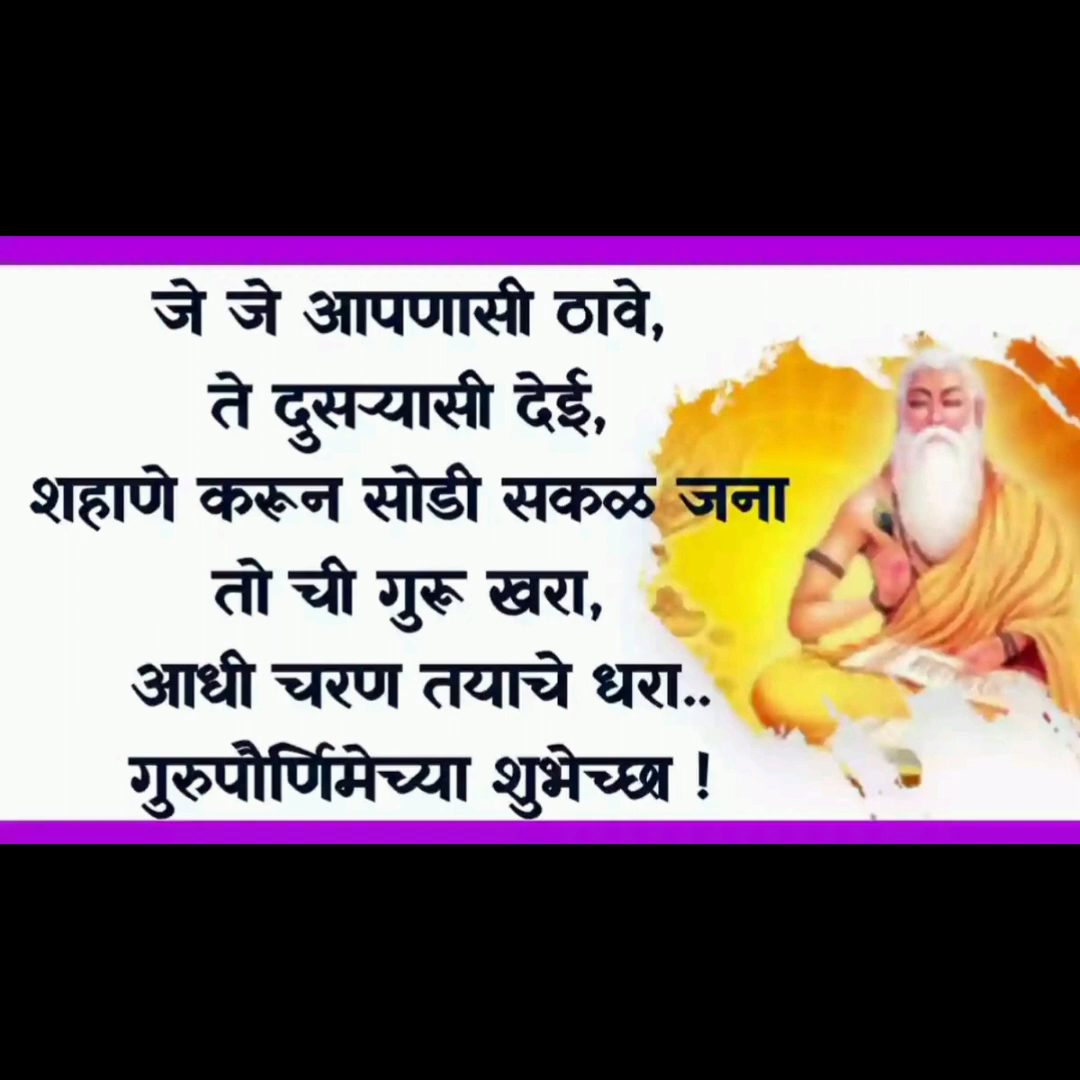 जे जे आपणासी ठावे,
ते दुसऱ्यासी देई,
शहाणे करून सोडी सकळ जना
तो ची गुरू खरा,
आधी चरण तयाचे धरा..
गुरुपौर्णिमेच्या शुभेच्छा !